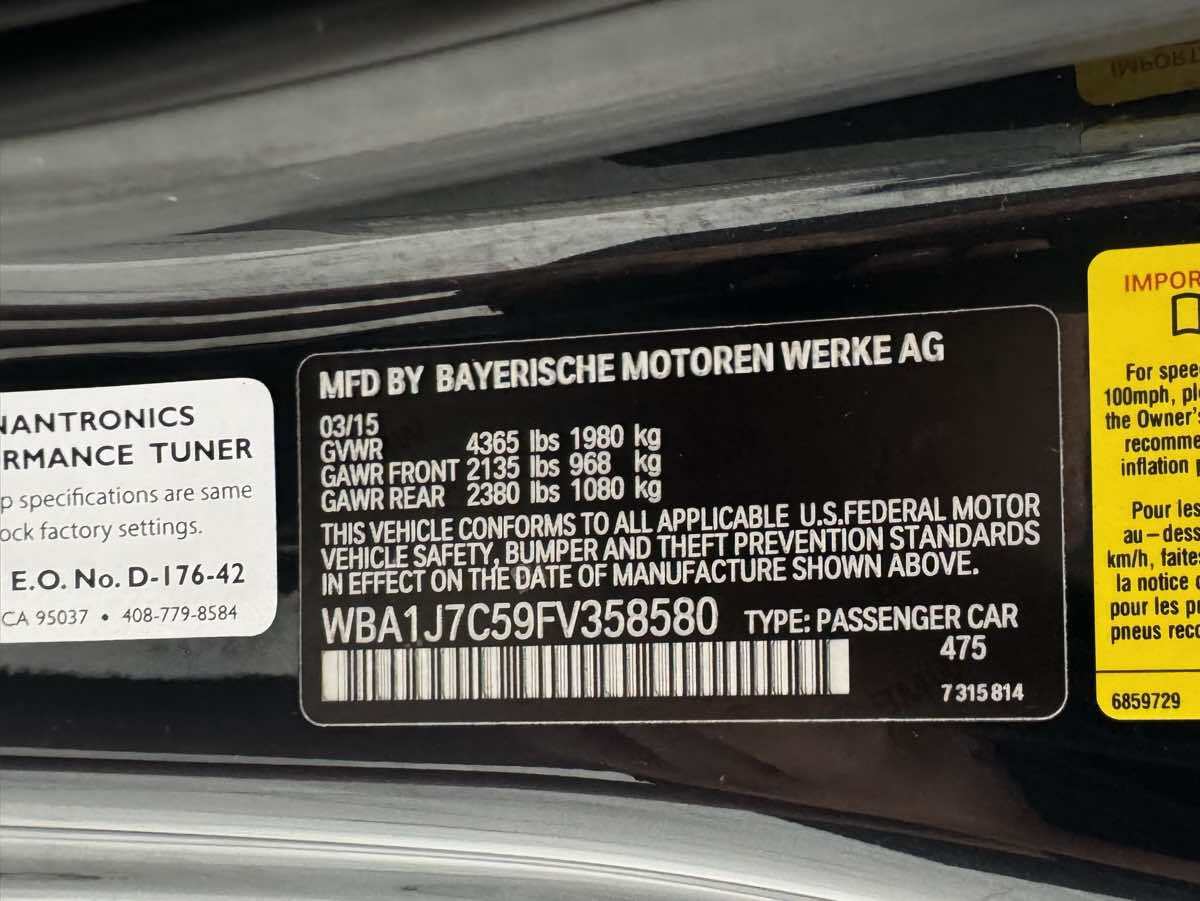 NANTRONICS
RMANCE TUNER
p specifications are same
ock factory settings.
E.O. No. D-176-42
CA 95037 • 408-779-8584
MFD BY BAYERISCHE MOTOREN WERKE AG
03/15
GVWR 4365 lbs 1980 kg
GAWR FRONT 2135 lbs 968 kg
GAWR REAR 2380 lbs 1080 kg
THIS VEHICLE CONFORMS TO ALL APPLICABLE U.S.FEDERAL MOTOR
VEHICLE SAFETY, BUMPER AND THEFT PREVENTION STANDARDS
IN EFFECT ON THE DATE OF MANUFACTURE SHOWN ABOVE.
WBA1J7C59FV358580 TYPE: PASSENGER CAR
475
7315814
IMPOR
For spee
100mph, pl
the Owner's
recomme
inflation p
Pour les
au-dess
km/h, faites
la notice
pour les p
pneus reco
6859729